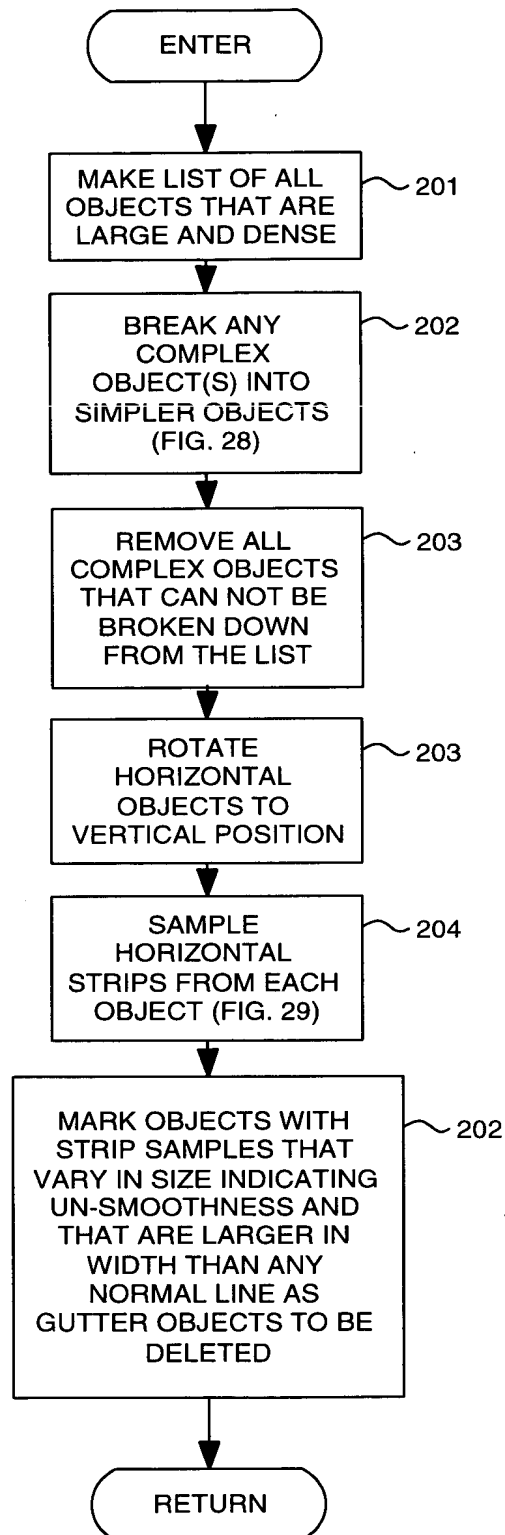 ENTER
MAKE LIST OF ALL
OBJECTS THAT ARE
LARGE AND DENSE
201
BREAK ANY
COMPLEX
OBJECT(S) INTO
SIMPLER OBJECTS
(FIG. 28)
202
REMOVE ALL
COMPLEX OBJECTS
THAT CAN NOT BE
BROKEN DOWN
FROM THE LIST
203
ROTATE
HORIZONTAL
OBJECTS TO
VERTICAL POSITION
203
SAMPLE
HORIZONTAL
STRIPS FROM EACH
OBJECT (FIG. 29)
204
MARK OBJECTS WITH
STRIP SAMPLES THAT
VARY IN SIZE INDICATING
UN-SMOOTHNESS AND
THAT ARE LARGER IN
WIDTH THAN ANY
NORMAL LINE AS
GUTTER OBJECTS TO BE
DELETED
202
RETURN